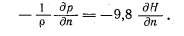 - 1/ρ ∂p/∂n = -9,8 ∂H/∂n .